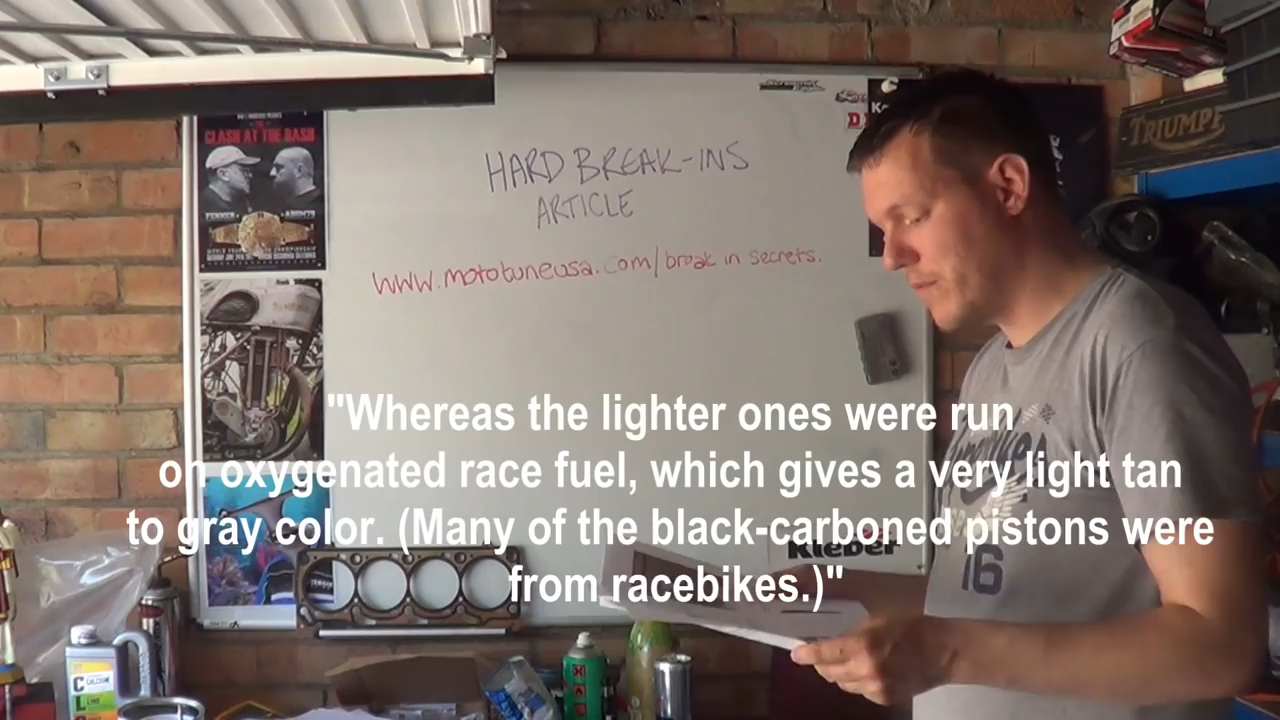 CLASH AT THE BASH
HARD BREAK-INS
ARTICLE
www.mototuneusa.com/break in secrets.
TRIUMPH
"Whereas the lighter ones were run
on oxygenated race fuel, which gives a very light tan
to gray color. (Many of the black-carboned pistons were
from racebikes.)"
Kleber
16
C
L